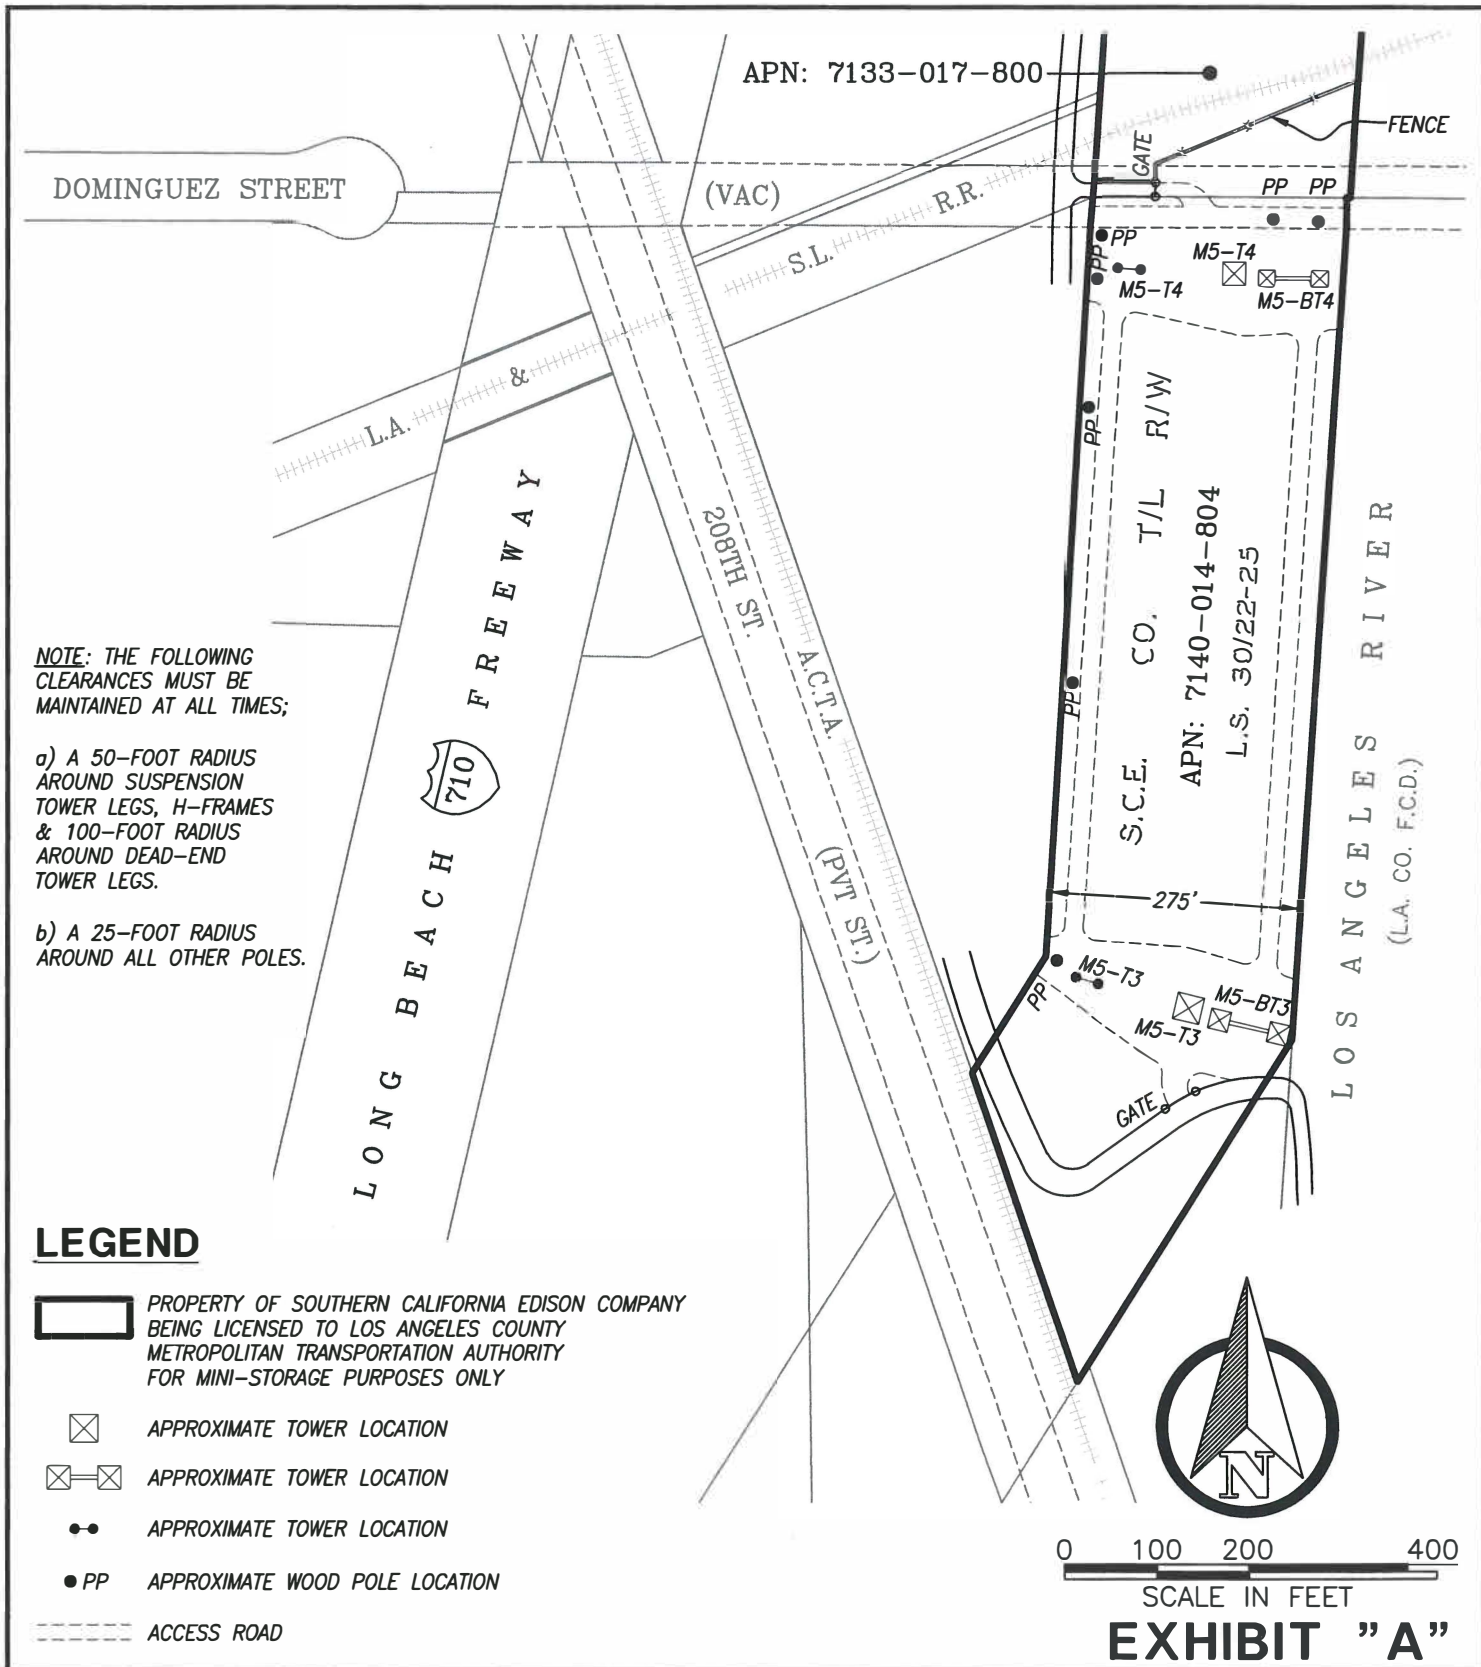 APN: 7133-017-800
FENCE
GATE
DOMINGUEZ STREET
(VAC)
PP PP
R.R.
S.L.
PP
PP
M5-T4
M5-T4
M5-BT4
&
L.A.
PP
S.C.E. CO. T/L R/W
APN: 7140-014-804
L.S. 30/22-25
LOS ANGELES RIVER
(L.A. CO. F.C.D.)
208TH ST.
A.C.T.A.
(PVT ST.)
LONG BEACH FREEWAY
710
PP
275'
M5-T3
M5-BT3
M5-T3
PP
GATE
NOTE: THE FOLLOWING
CLEARANCES MUST BE
MAINTAINED AT ALL TIMES;
a) A 50-FOOT RADIUS
AROUND SUSPENSION
TOWER LEGS, H-FRAMES
& 100-FOOT RADIUS
AROUND DEAD-END
TOWER LEGS.
b) A 25-FOOT RADIUS
AROUND ALL OTHER POLES.
LEGEND
PROPERTY OF SOUTHERN CALIFORNIA EDISON COMPANY
BEING LICENSED TO LOS ANGELES COUNTY
METROPOLITAN TRANSPORTATION AUTHORITY
FOR MINI-STORAGE PURPOSES ONLY
APPROXIMATE TOWER LOCATION
APPROXIMATE TOWER LOCATION
APPROXIMATE TOWER LOCATION
PP APPROXIMATE WOOD POLE LOCATION
ACCESS ROAD
N
0 100 200 400
SCALE IN FEET
EXHIBIT "A"